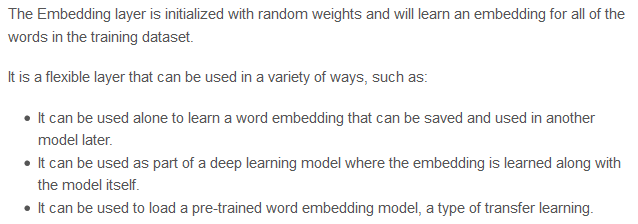 The Embedding layer is initialized with random weights and will learn an embedding for all of the
words in the training dataset.
It is a flexible layer that can be used in a variety of ways, such as:
• It can be used alone to learn a word embedding that can be saved and used in another
model later.
• It can be used as part of a deep learning model where the embedding is learned along with
the model itself.
• It can be used to load a pre-trained word embedding model, a type of transfer learning.